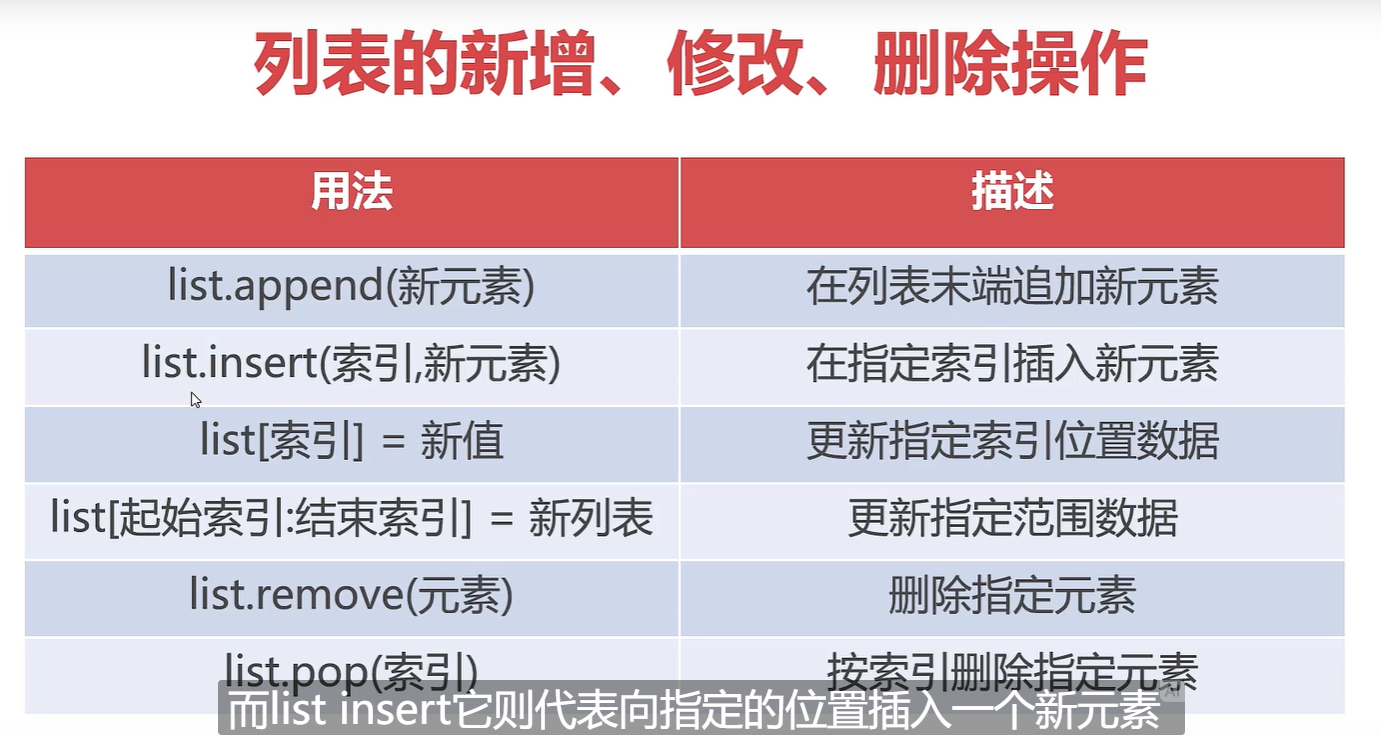 列表的新增、修改、删除操作
用法 描述
list.append(新元素) 在列表末端追加新元素
list.insert(索引,新元素) 在指定索引插入新元素
list[索引] = 新值 更新指定索引位置数据
list[起始索引:结束索引] = 新列表 更新指定范围数据
list.remove(元素) 删除指定元素
list.pop(索引) 按索引删除指定元素
而list insert它则代表向指定的位置插入一个新元素
AI